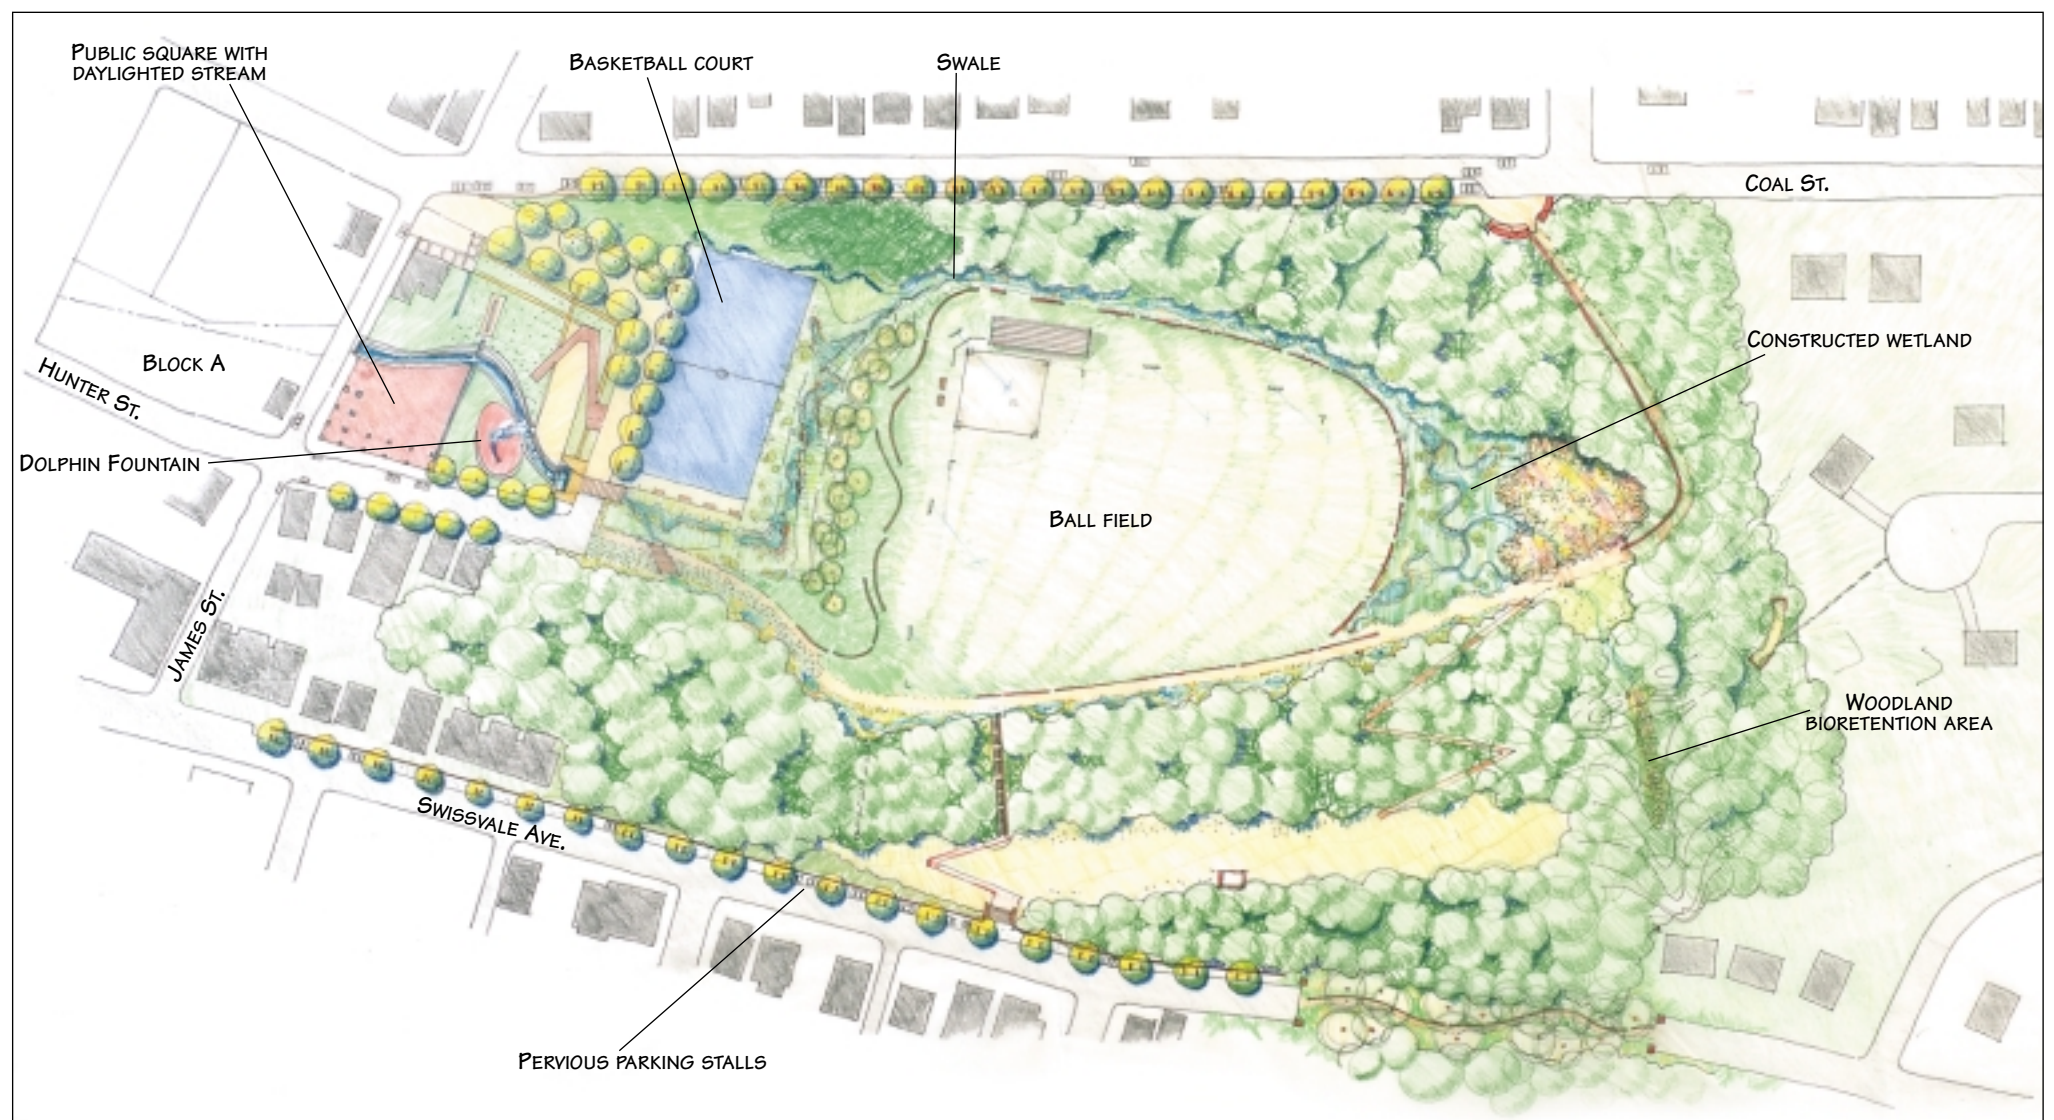 Public square with
daylighted stream
Basketball court
Swale
Coal St.
Constructed wetland
Block A
Hunter St.
Dolphin Fountain
Ball field
James St.
Woodland
bioretention area
Swissvale Ave.
Pervious parking stalls